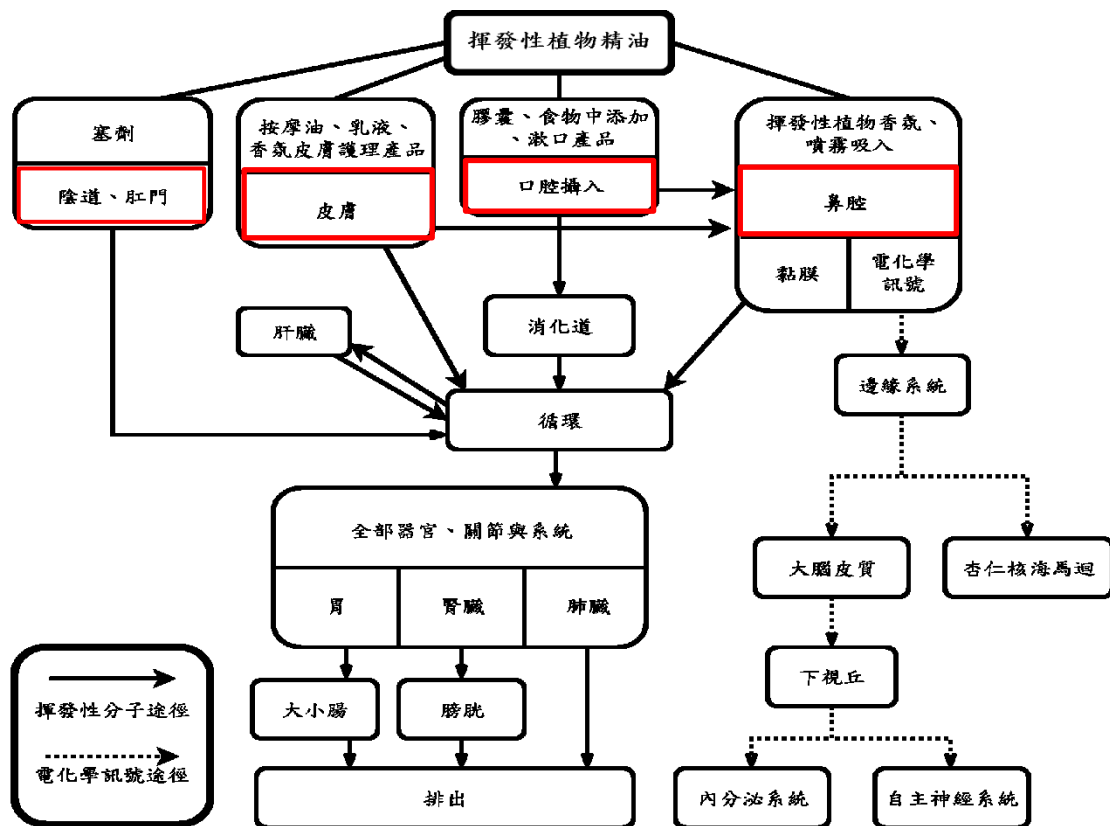 揮發性植物精油
塞劑
陰道、肛門
按摩油、乳液、
香氛皮膚護理產品
皮膚
膠囊、食物中添加
、漱口產品
口腔攝入
揮發性植物香氛、
噴霧吸入
鼻腔
黏膜
電化學
訊號
肝臟
消化道
邊緣系統
循環
全部器官、關節與系統
胃
腎臟
肺臟
大腦皮質
杏仁核海馬迴
下視丘
大小腸
膀胱
排出
內分泌系統
自主神經系統
揮發性分子途徑
電化學訊號途徑